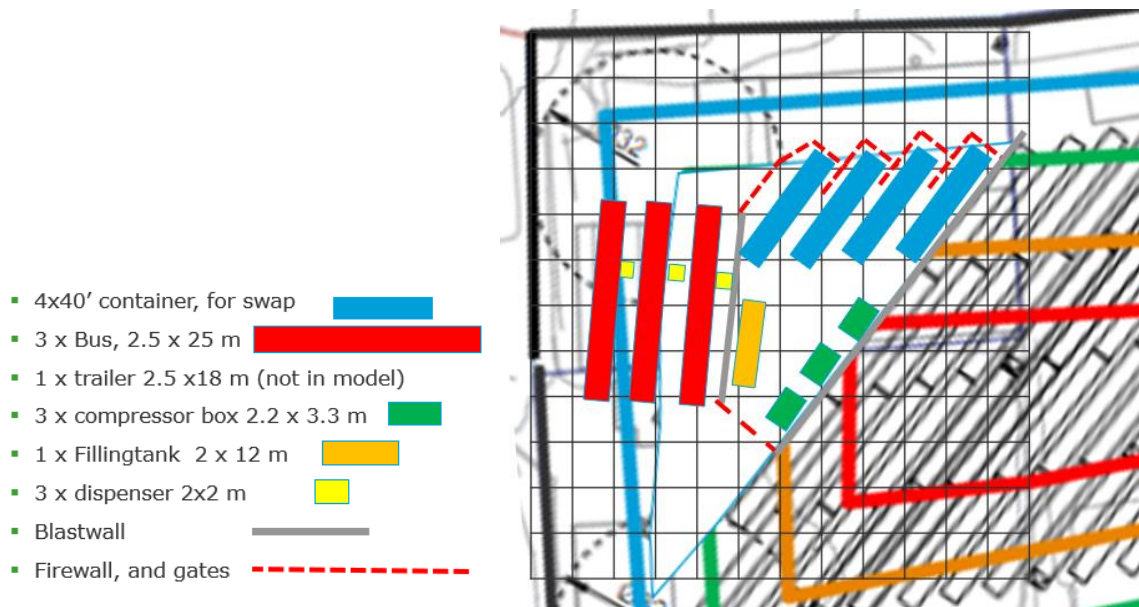 4x40' container, for swap
3 x Bus, 2.5 x 25 m
1 x trailer 2.5 x18 m (not in model)
3 x compressor box 2.2 x 3.3 m
1 x Fillingtank 2 x 12 m
3 x dispenser 2x2 m
Blastwall
Firewall, and gates